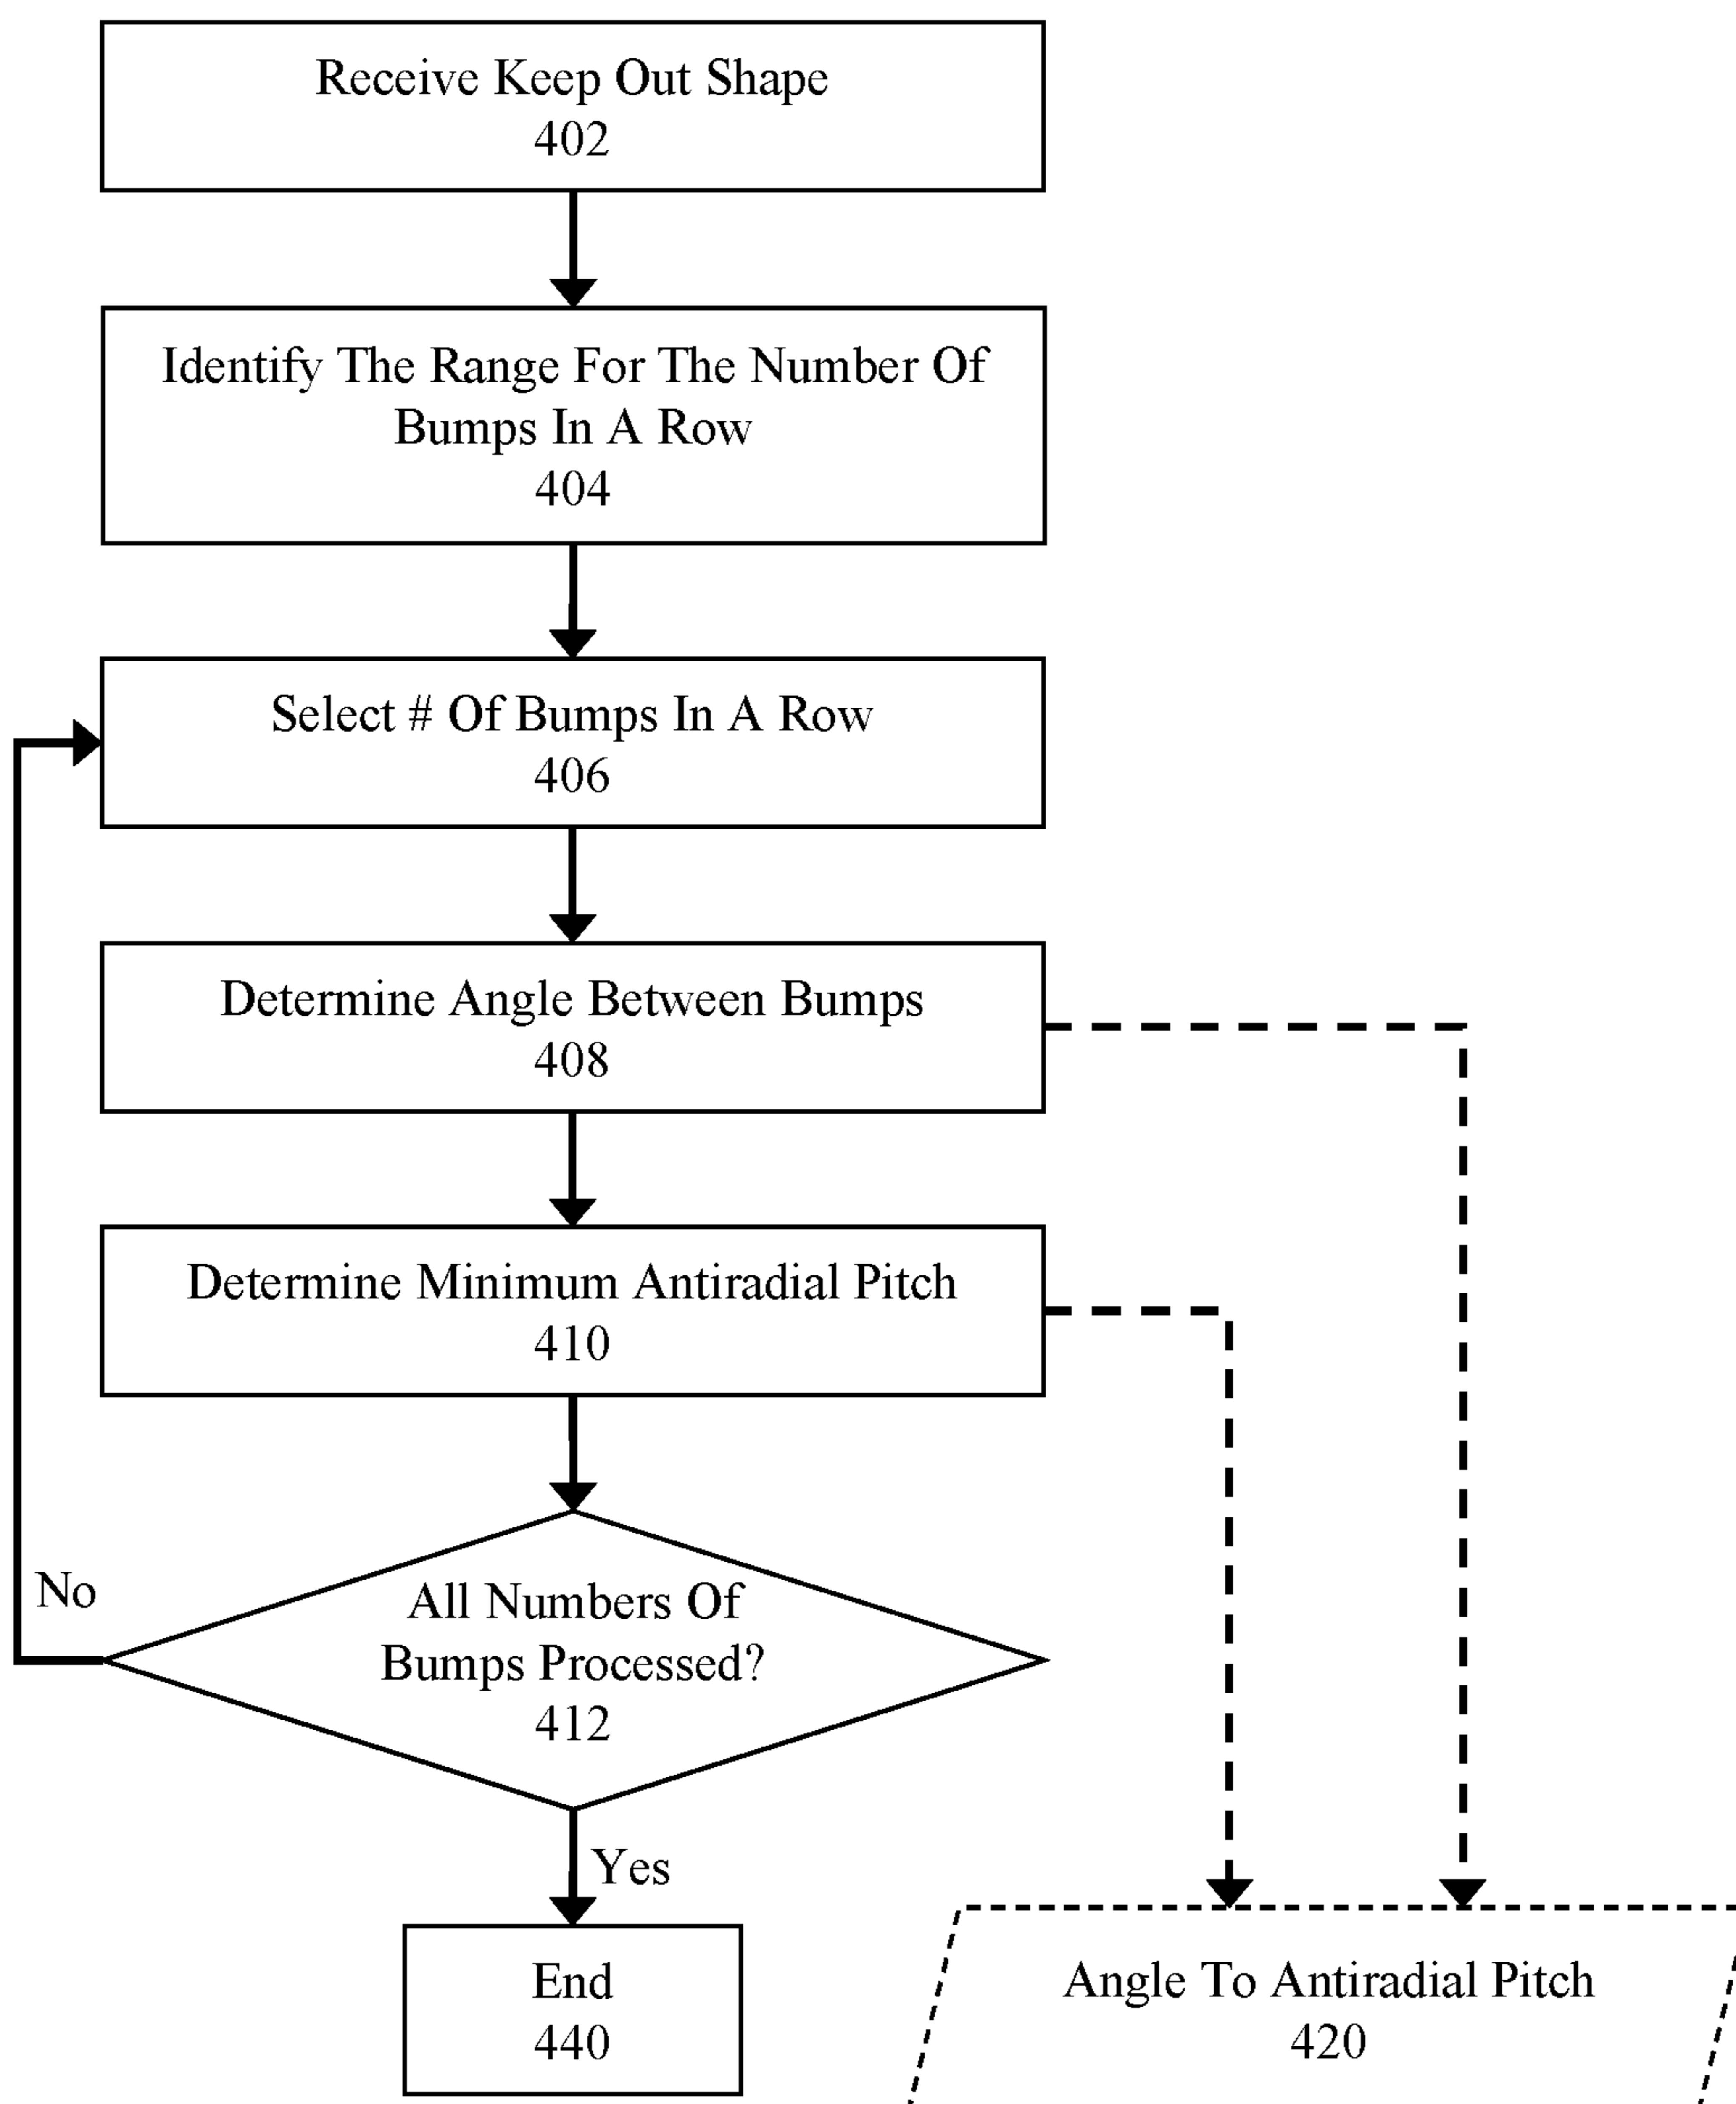 Receive Keep Out Shape
402
Identify The Range For The Number Of
Bumps In A Row
404
Select # Of Bumps In A Row
406
Determine Angle Between Bumps
408
Determine Minimum Antiradial Pitch
410
No
All Numbers Of
Bumps Processed?
412
Yes
End
440
Angle To Antiradial Pitch
420